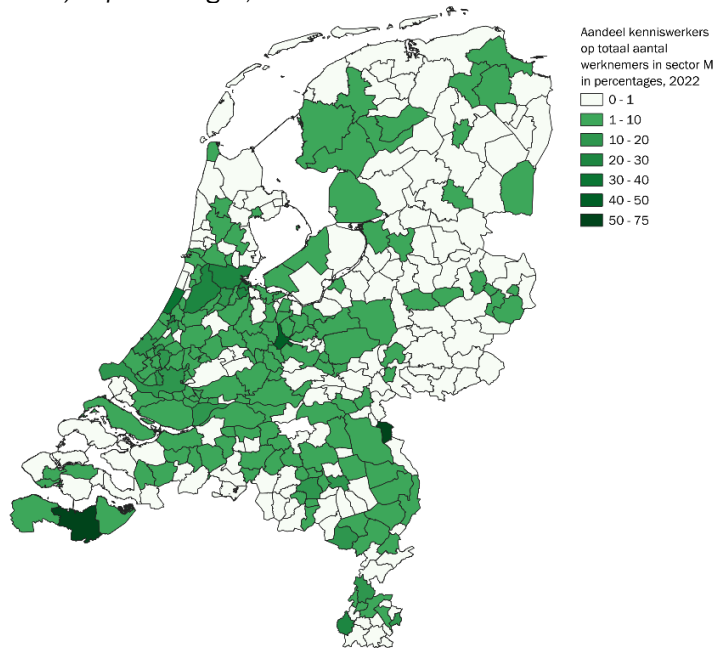 Aandeel kenniswerkers
op totaal aantal
werknemers in sector M
in percentages, 2022
0 - 1
1 - 10
10 - 20
20 - 30
30 - 40
40 - 50
50 - 75